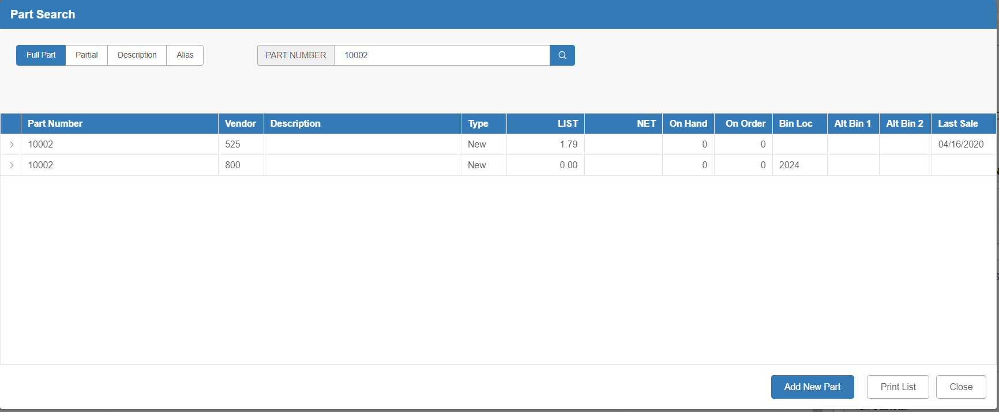 Part Search
Full Part Partial Description Alias PART NUMBER 10002
Part Number Vendor Description Type LIST NET On Hand On Order Bin Loc Alt Bin 1 Alt Bin 2 Last Sale
10002 525 New 1.79 0 0 04/16/2020
10002 800 New 0.00 0 0 2024
Add New Part Print List Close